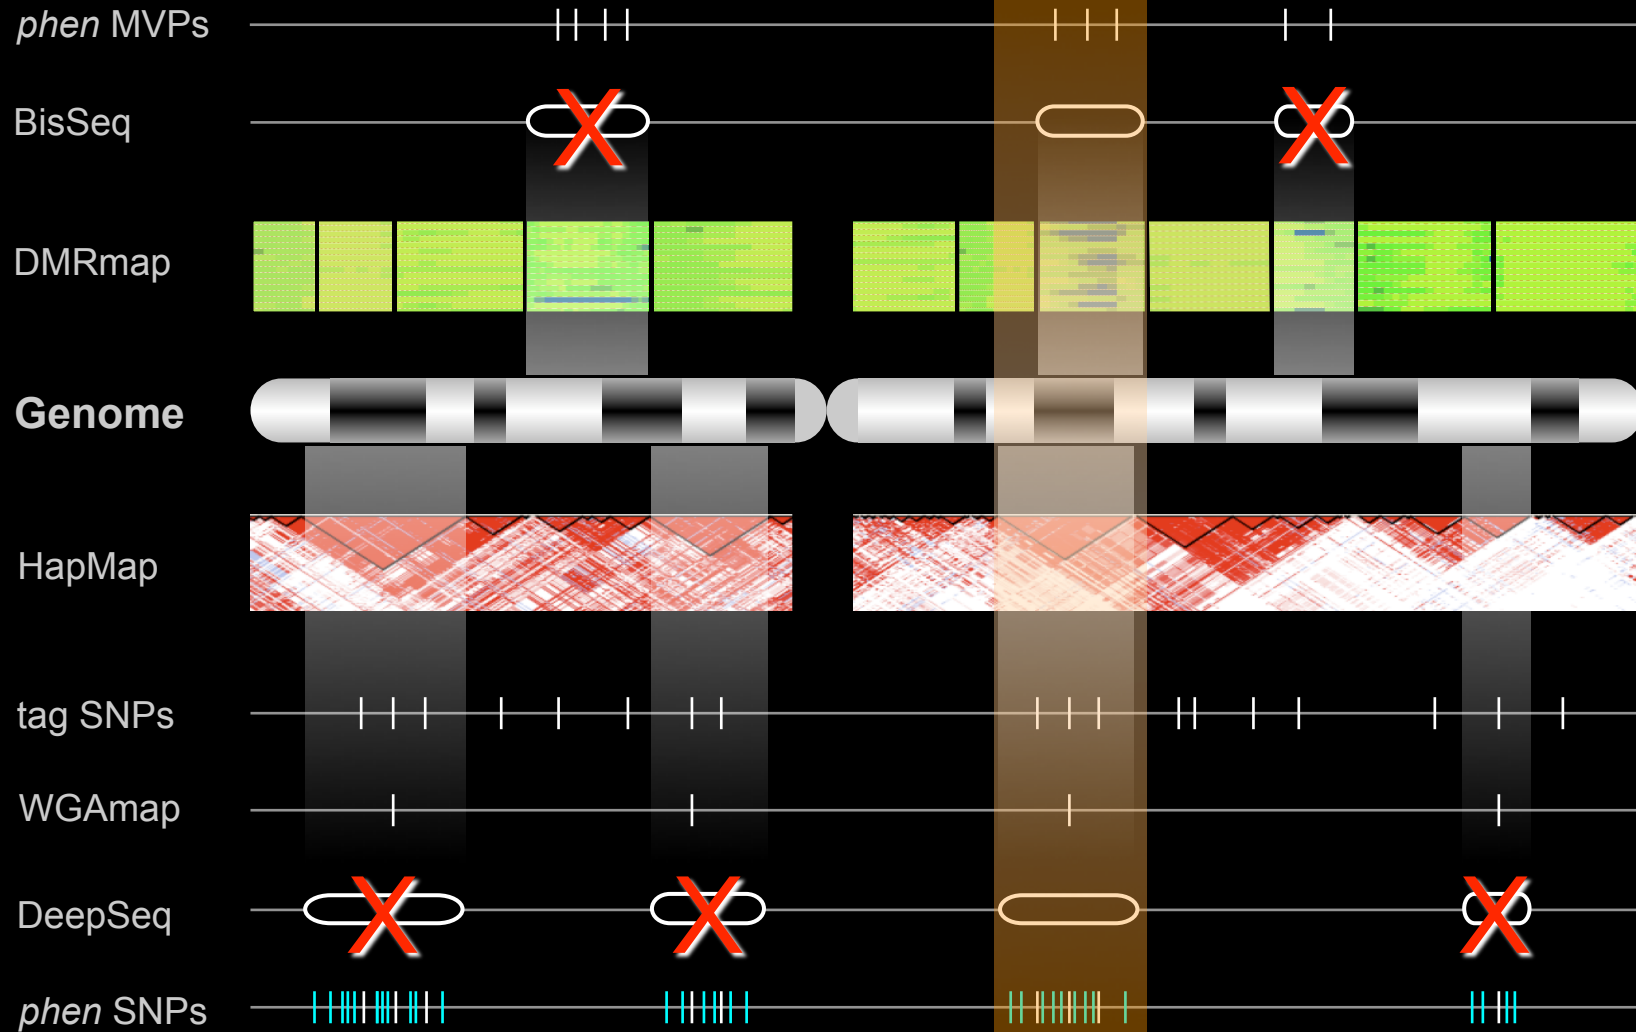 phen MVPs
BisSeq
DMRmap
Genome
HapMap
tag SNPs
WGAmap
DeepSeq
phen SNPs